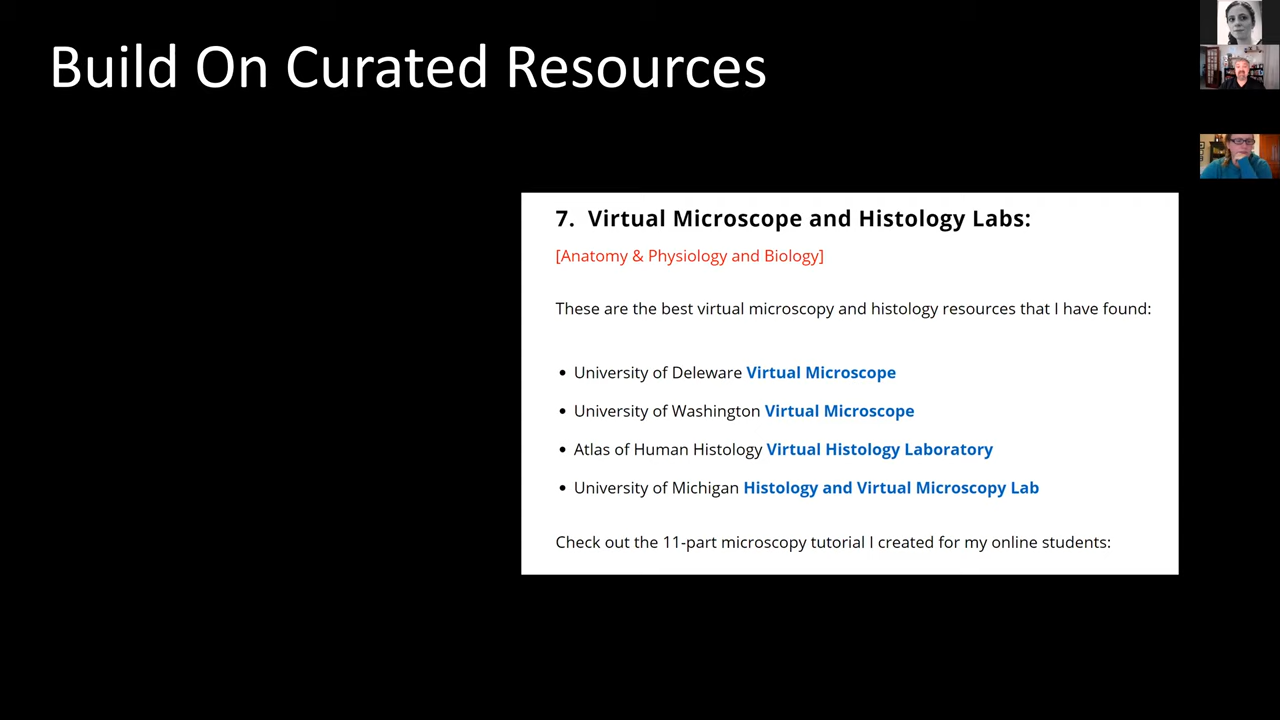 Build On Curated Resources
7. Virtual Microscope and Histology Labs:
[Anatomy & Physiology and Biology]
These are the best virtual microscopy and histology resources that I have found:
• University of Deleware Virtual Microscope
• University of Washington Virtual Microscope
• Atlas of Human Histology Virtual Histology Laboratory
• University of Michigan Histology and Virtual Microscopy Lab
Check out the 11-part microscopy tutorial I created for my online students: